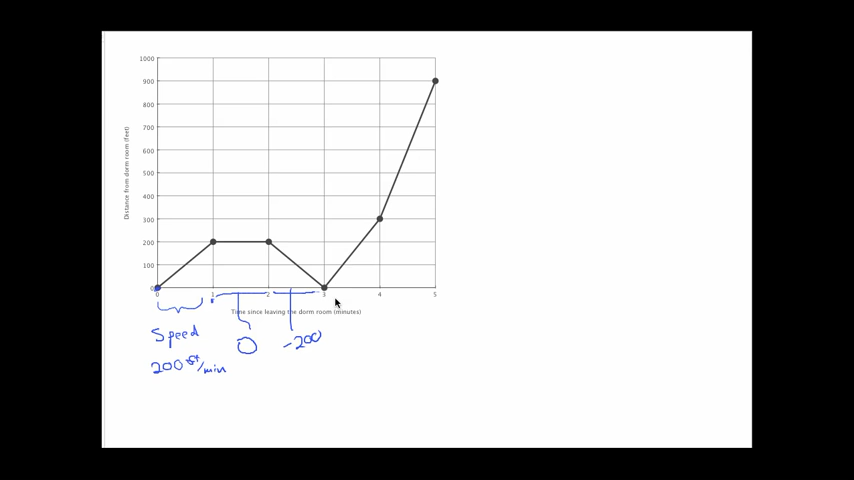 1000
900
800
700
600
500
400
300
200
100
0
0 1 2 3 4 5
Distance from dorm room (feet)
Time since leaving the dorm room (minutes)
Speed
200 ft/min
0
-200